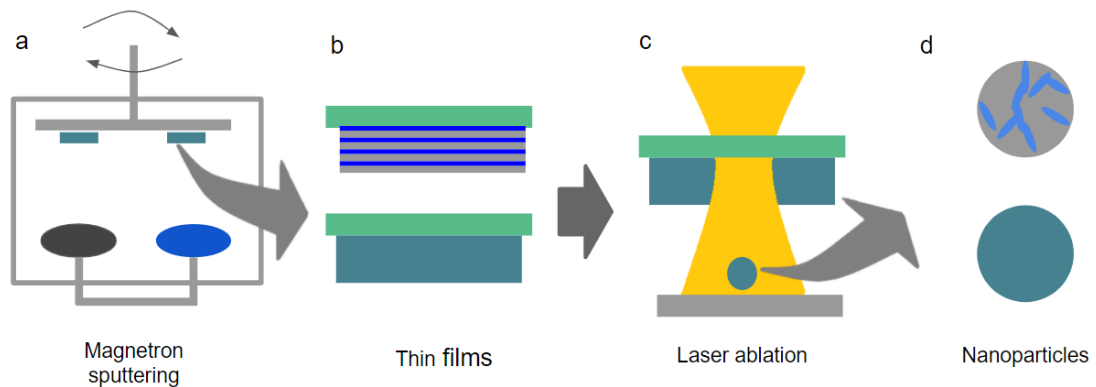 a
b
c
d
Magnetron
sputtering
Thin films
Laser ablation
Nanoparticles